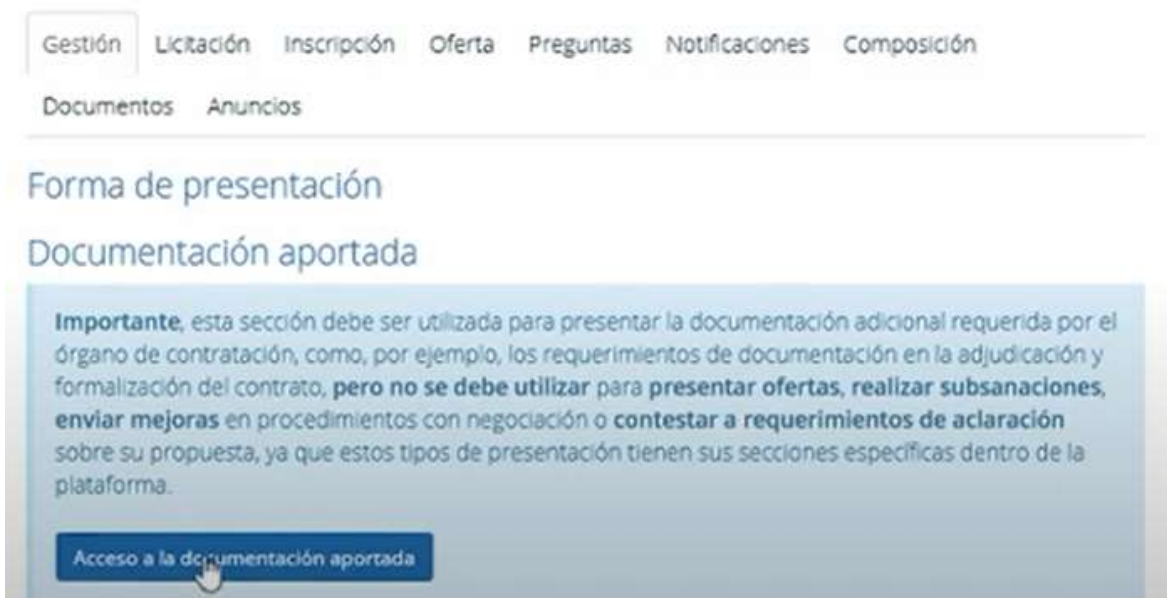 Gestión Licitación Inscripción Oferta Preguntas Notificaciones Composición
Documentos Anuncios
Forma de presentación
Documentación aportada
Importante, esta sección debe ser utilizada para presentar la documentación adicional requerida por el
órgano de contratación, como, por ejemplo, los requerimientos de documentación en la adjudicación y
formalización del contrato, pero no se debe utilizar para presentar ofertas, realizar subsanaciones,
enviar mejoras en procedimientos con negociación o contestar a requerimientos de aclaración
sobre su propuesta, ya que estos tipos de presentación tienen sus secciones específicas dentro de la
plataforma.
Acceso a la documentación aportada